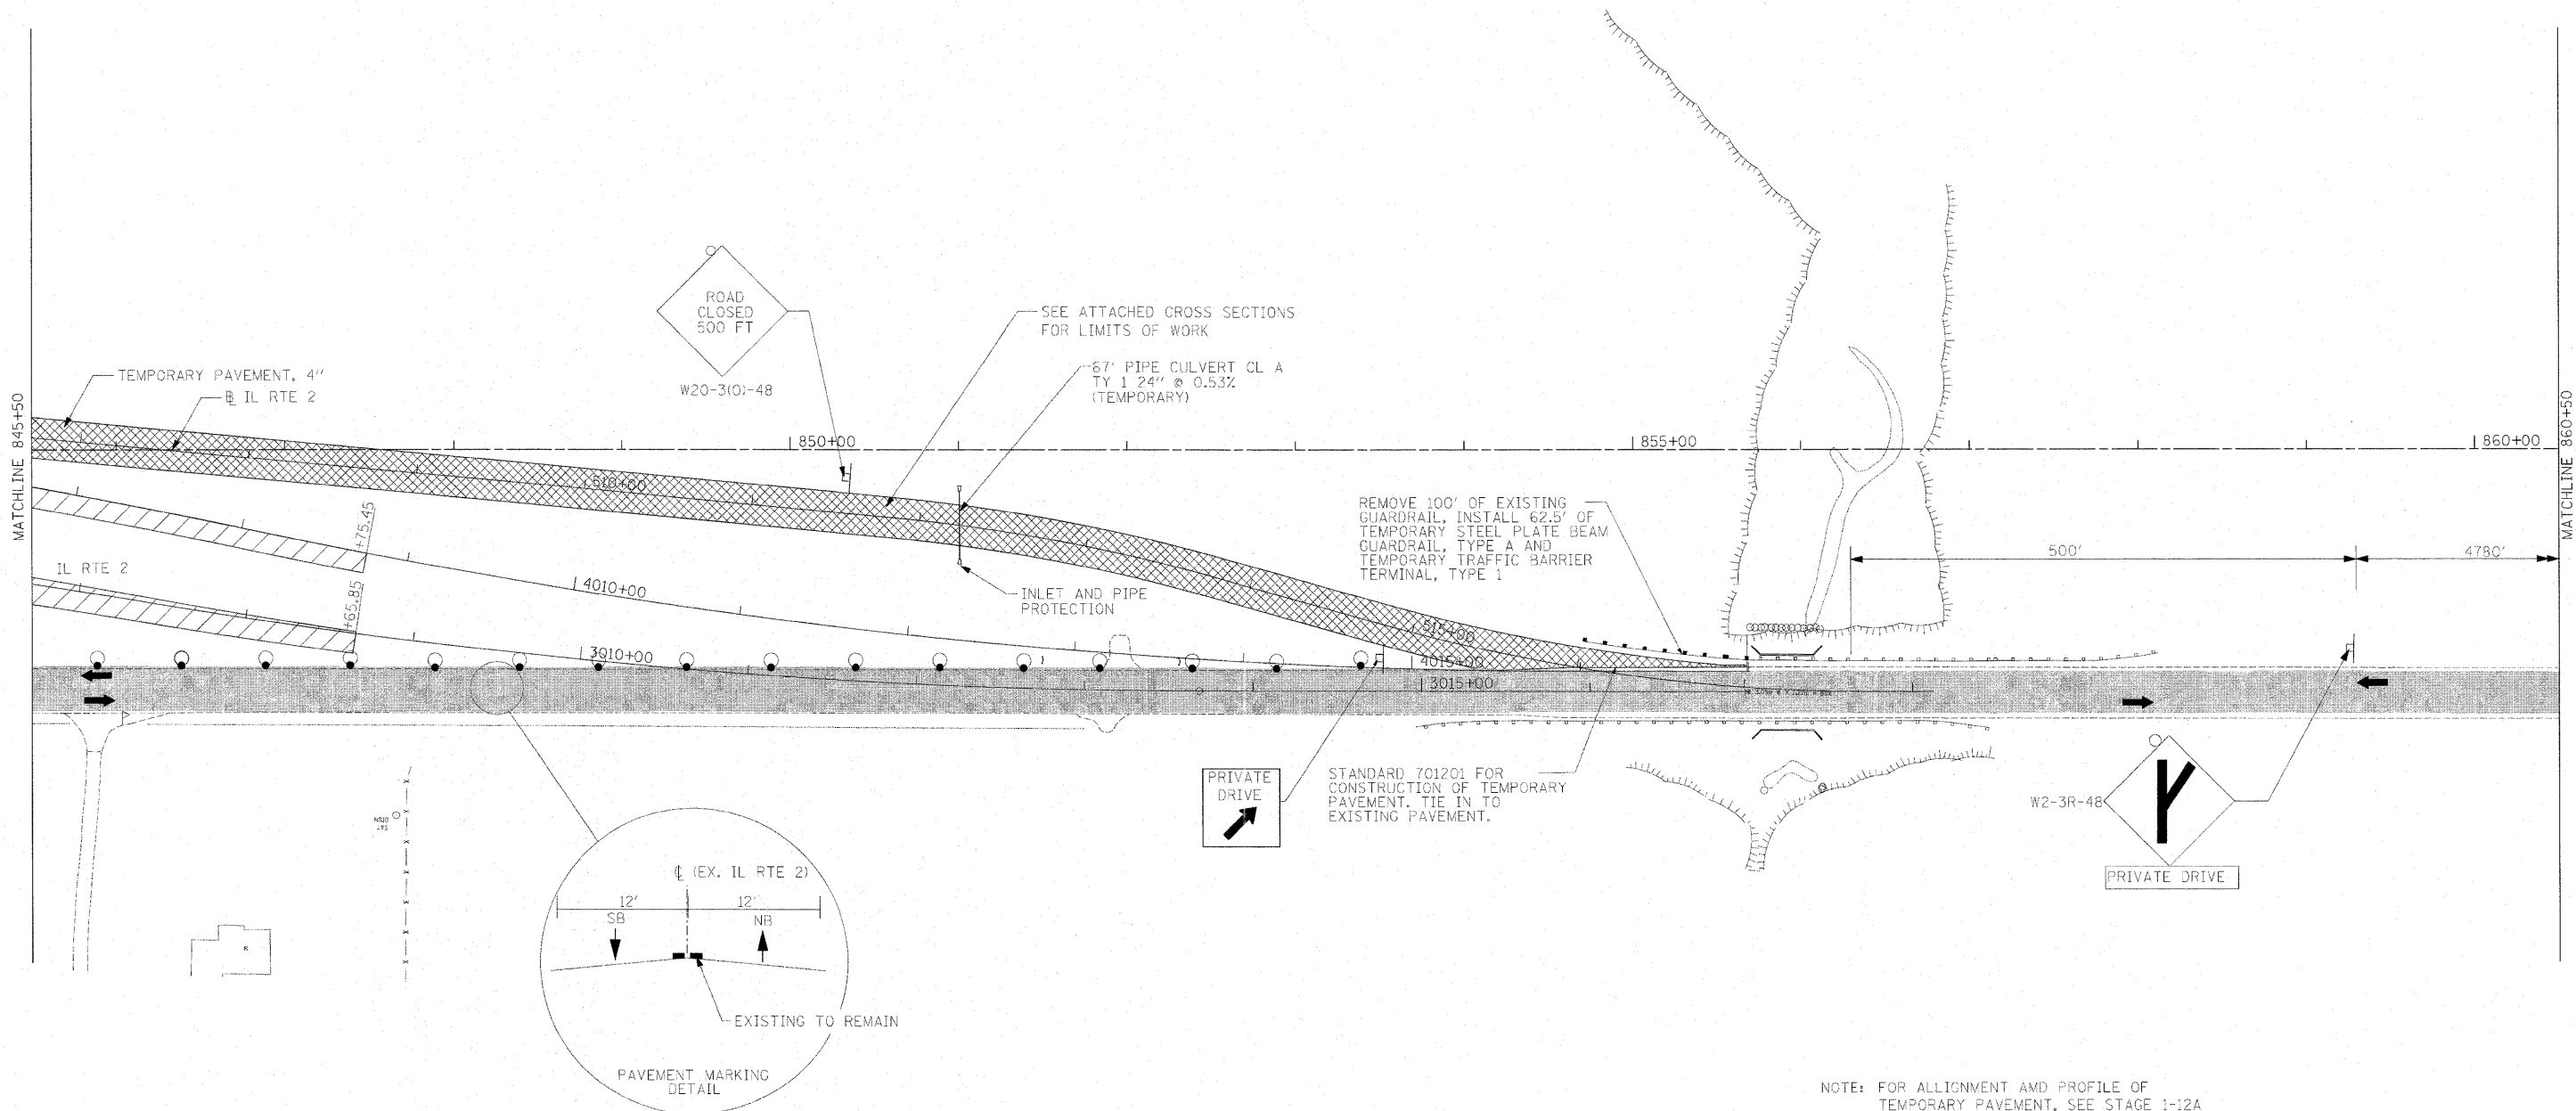 MATCHLINE 845+50
TEMPORARY PAVEMENT, 4"
℄ IL RTE 2
ROAD
CLOSED
500 FT
W20-3(O)-48
SEE ATTACHED CROSS SECTIONS
FOR LIMITS OF WORK
67' PIPE CULVERT CL A
TY 1 24" @ 0.53%
(TEMPORARY)
850+00
855+00
860+00
MATCHLINE 860+50
510+00
+75.45
IL RTE 2
+65.85
4010+00
3010+00
INLET AND PIPE
PROTECTION
REMOVE 100' OF EXISTING
GUARDRAIL, INSTALL 62.5' OF
TEMPORARY STEEL PLATE BEAM
GUARDRAIL, TYPE A AND
TEMPORARY TRAFFIC BARRIER
TERMINAL, TYPE 1
500'
4780'
515+00
4015+00
3015+00
PRIVATE
DRIVE
STANDARD 701201 FOR
CONSTRUCTION OF TEMPORARY
PAVEMENT. TIE IN TO
EXISTING PAVEMENT.
W2-3R-48
PRIVATE DRIVE
DISH
SAT
R
℄ (EX. IL RTE 2)
12' 12'
SB NB
EXISTING TO REMAIN
PAVEMENT MARKING
DETAIL
NOTE: FOR ALLIGNMENT AMD PROFILE OF
TEMPORARY PAVEMENT, SEE STAGE 1-12A